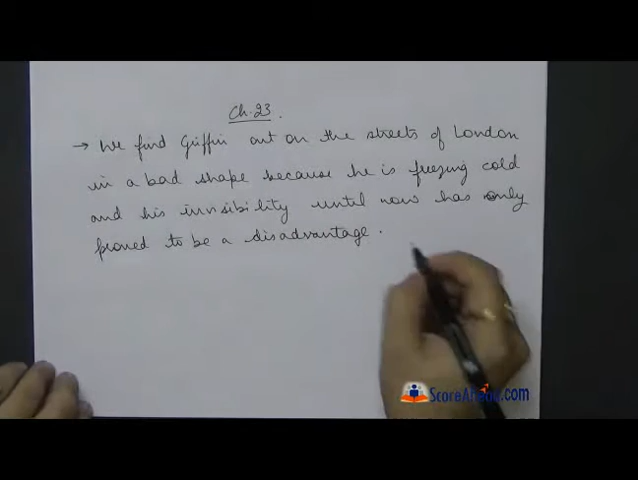 Ch.23.
→ We find Griffin out on the streets of London
in a bad shape because he is freezing cold
and his invisibility until now has only
proved to be a disadvantage.
ScoreAhead.com